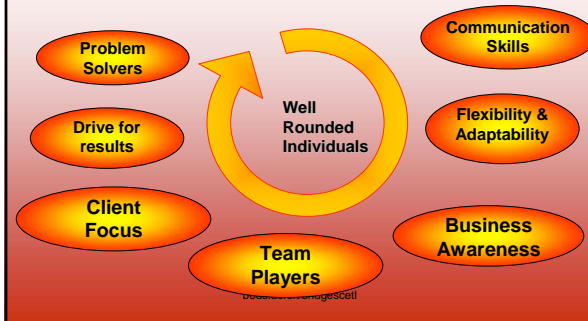 Communication
Skills
Problem
Solvers
Well
Rounded
Individuals
Flexibility &
Adaptability
Drive for
results
Client
Focus
Business
Awareness
Team
Players